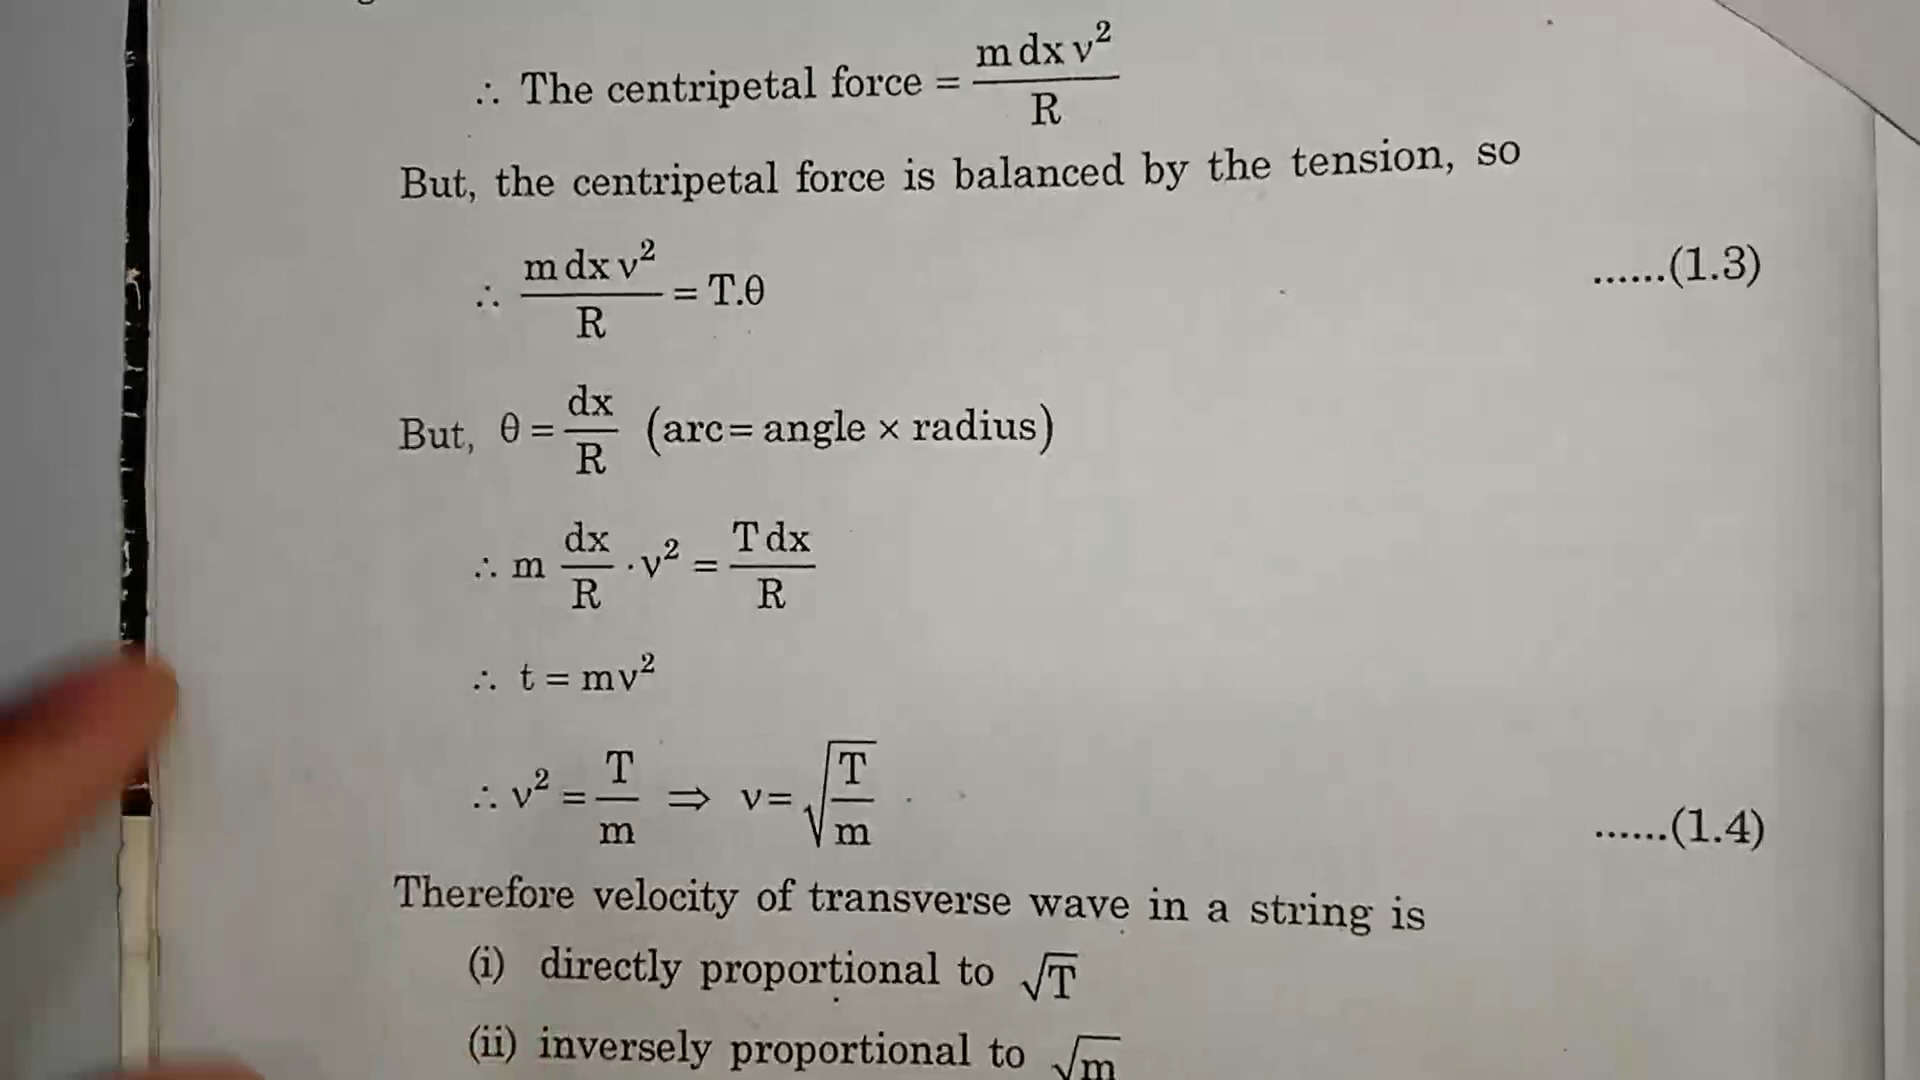 ∴ The centripetal force = m dx v² / R
But, the centripetal force is balanced by the tension, so
∴ m dx v² / R = T.θ ......(1.3)
But, θ = dx / R (arc = angle × radius)
∴ m dx / R · v² = T dx / R
∴ t = mv²
∴ v² = T / m ⇒ v = √(T / m) ......(1.4)
Therefore velocity of transverse wave in a string is
(i) directly proportional to √T
(ii) inversely proportional to √m